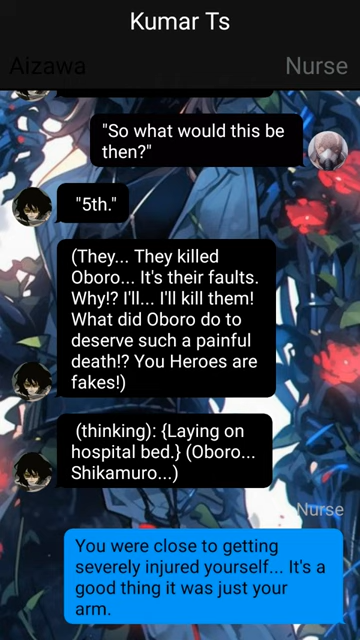 Kumar Ts
Aizawa
Nurse
"So what would this be
then?"
"5th."
(They... They killed
Oboro... It's their faults.
Why!? I'll... I'll kill them!
What did Oboro do to
deserve such a painful
death!? You Heroes are
fakes!)
(thinking): {Laying on
hospital bed.} (Oboro...
Shikamuro...)
Nurse
You were close to getting
severely injured yourself... It's a
good thing it was just your
arm.